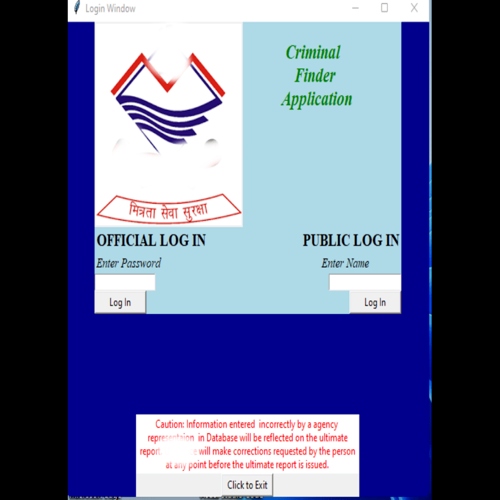 Login Window
Criminal
Finder
Application
मित्रता सेवा सुरक्षा
OFFICIAL LOG IN
PUBLIC LOG IN
Enter Password
Enter Name
Log In
Log In
Caution: Information entered incorrectly by a agency
in Database will be reflected on the ultimate
report. will make corrections requested by the person
at any point before the ultimate report is issued.
Click to Exit